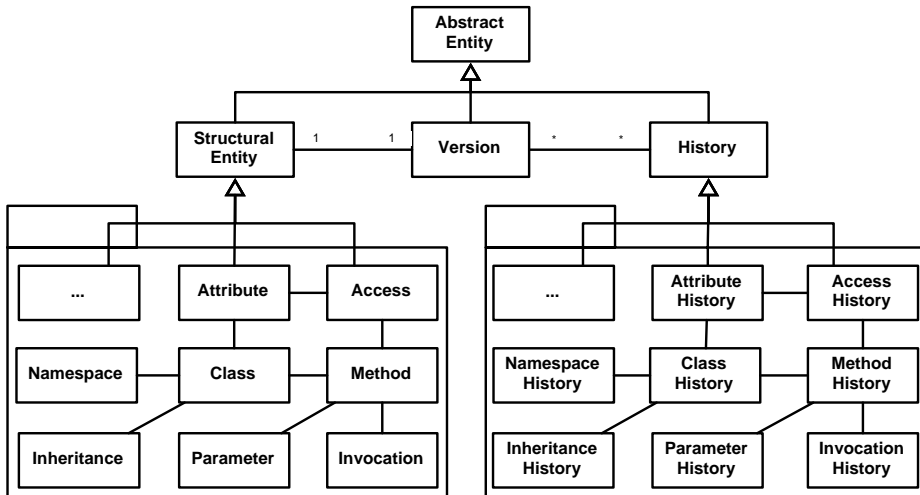 Abstract
Entity
Structural
Entity
1
1
Version
*
*
History
...
Attribute
Access
Namespace
Class
Method
Inheritance
Parameter
Invocation
...
Attribute
History
Access
History
Namespace
History
Class
History
Method
History
Inheritance
History
Parameter
History
Invocation
History